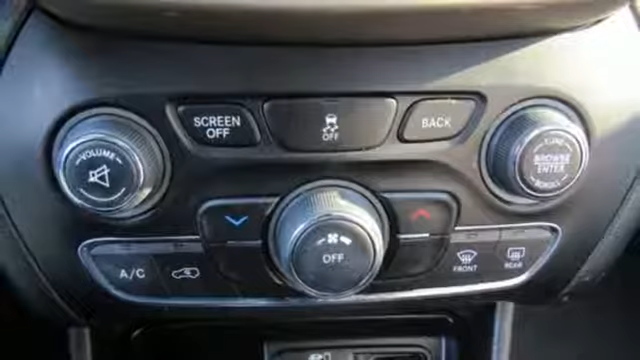 SCREEN
OFF
OFF
BACK
VOLUME
BROWSE
ENTER
OFF
A/C
FRONT
REAR